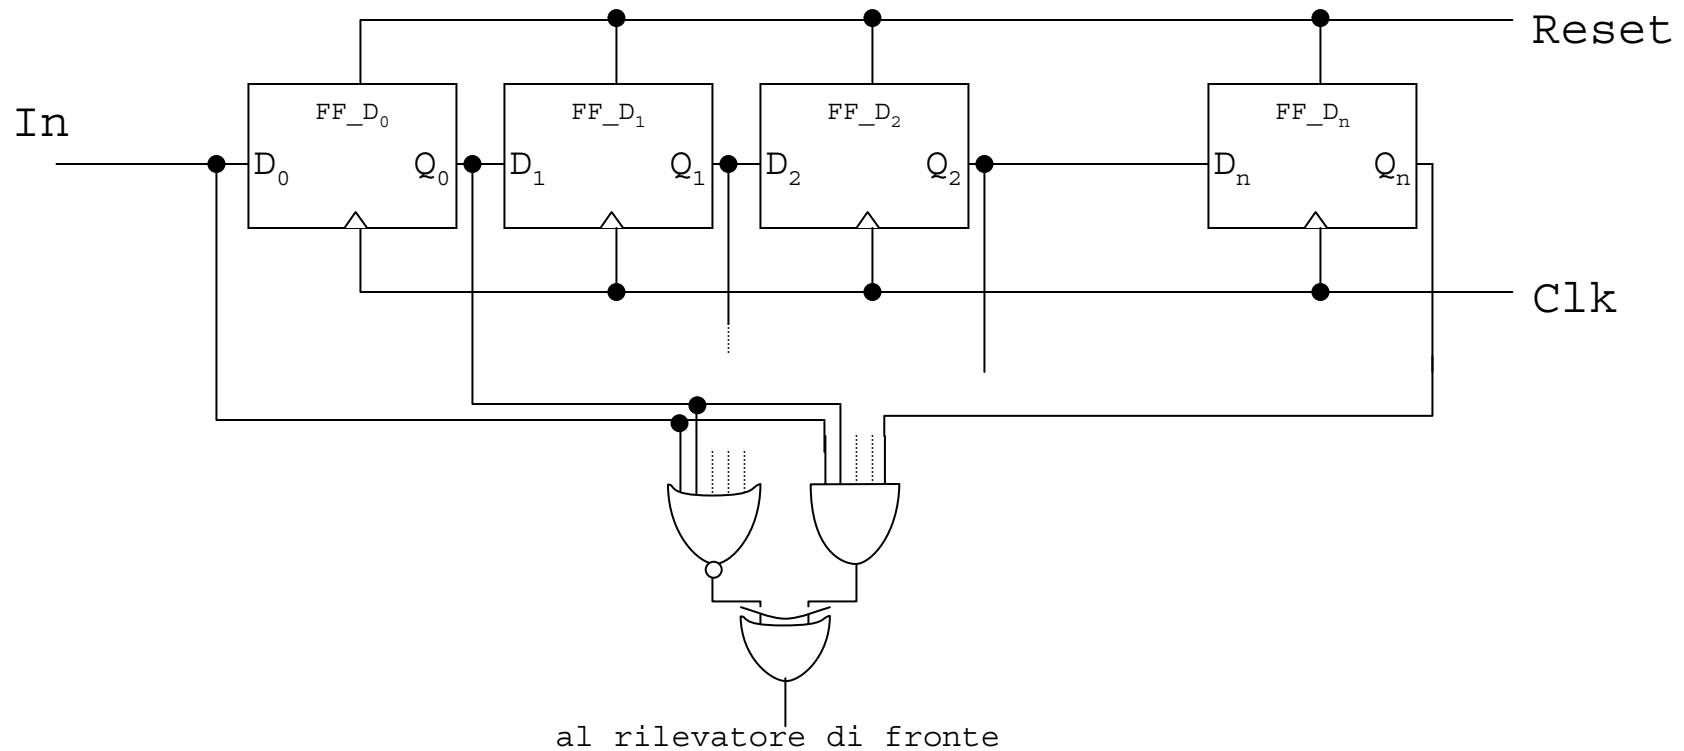 Reset
In
FF_D₀
FF_D₁
FF_D₂
FF_Dₙ
D₀
Q₀
D₁
Q₁
D₂
Q₂
Dₙ
Qₙ
Clk
al rilevatore di fronte